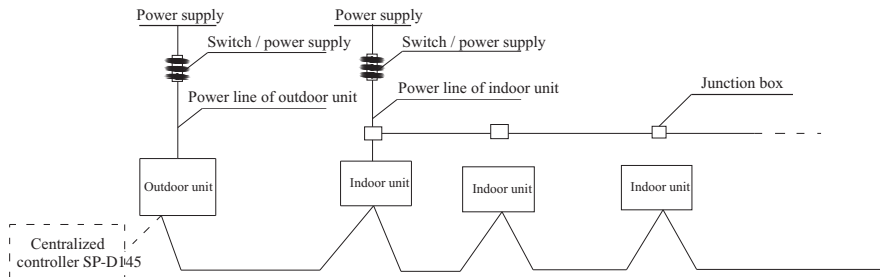 Power supply
Power supply
Switch / power supply
Switch / power supply
Power line of outdoor unit
Power line of indoor unit
Junction box
Outdoor unit
Indoor unit
Indoor unit
Indoor unit
Centralized
controller SP-D145